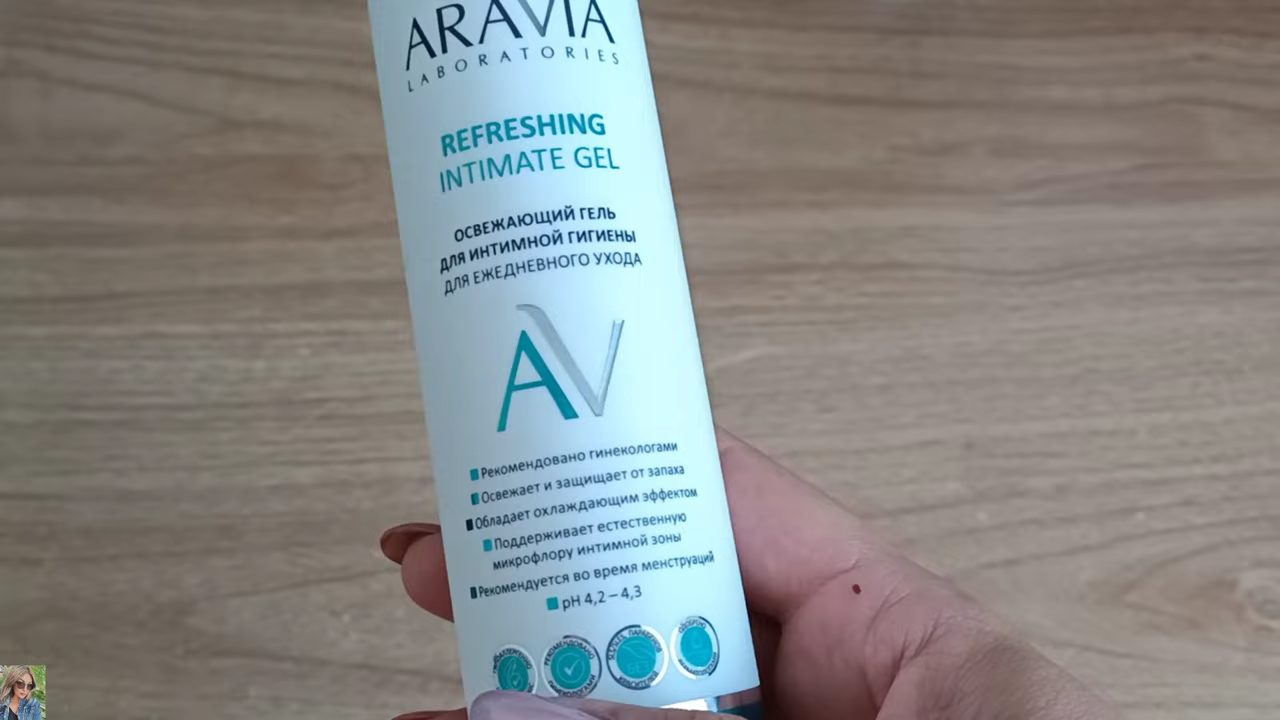 ARAVIA
LABORATORIES
REFRESHING
INTIMATE GEL
ОСВЕЖАЮЩИЙ ГЕЛЬ
ДЛЯ ИНТИМНОЙ ГИГИЕНЫ
ДЛЯ ЕЖЕДНЕВНОГО УХОДА
AV
Рекомендовано гинекологами
Освежает и защищает от запаха
Обладает охлаждающим эффектом
Поддерживает естественную
микрофлору интимной зоны
Рекомендуется во время менструаций
pH 4,2 – 4,3
РЕКОМЕНДОВАНО